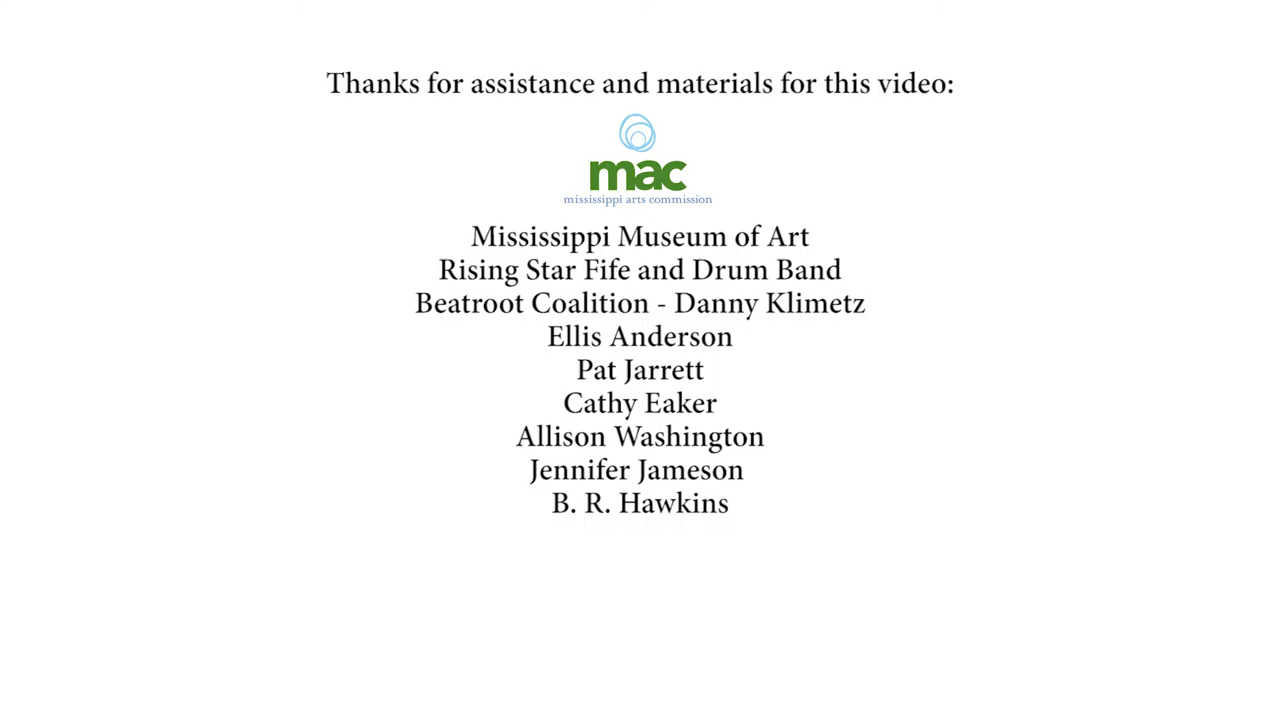 Thanks for assistance and materials for this video:
mac
mississippi arts commission
Mississippi Museum of Art
Rising Star Fife and Drum Band
Beatroot Coalition - Danny Klimetz
Ellis Anderson
Pat Jarrett
Cathy Eaker
Allison Washington
Jennifer Jameson
B. R. Hawkins